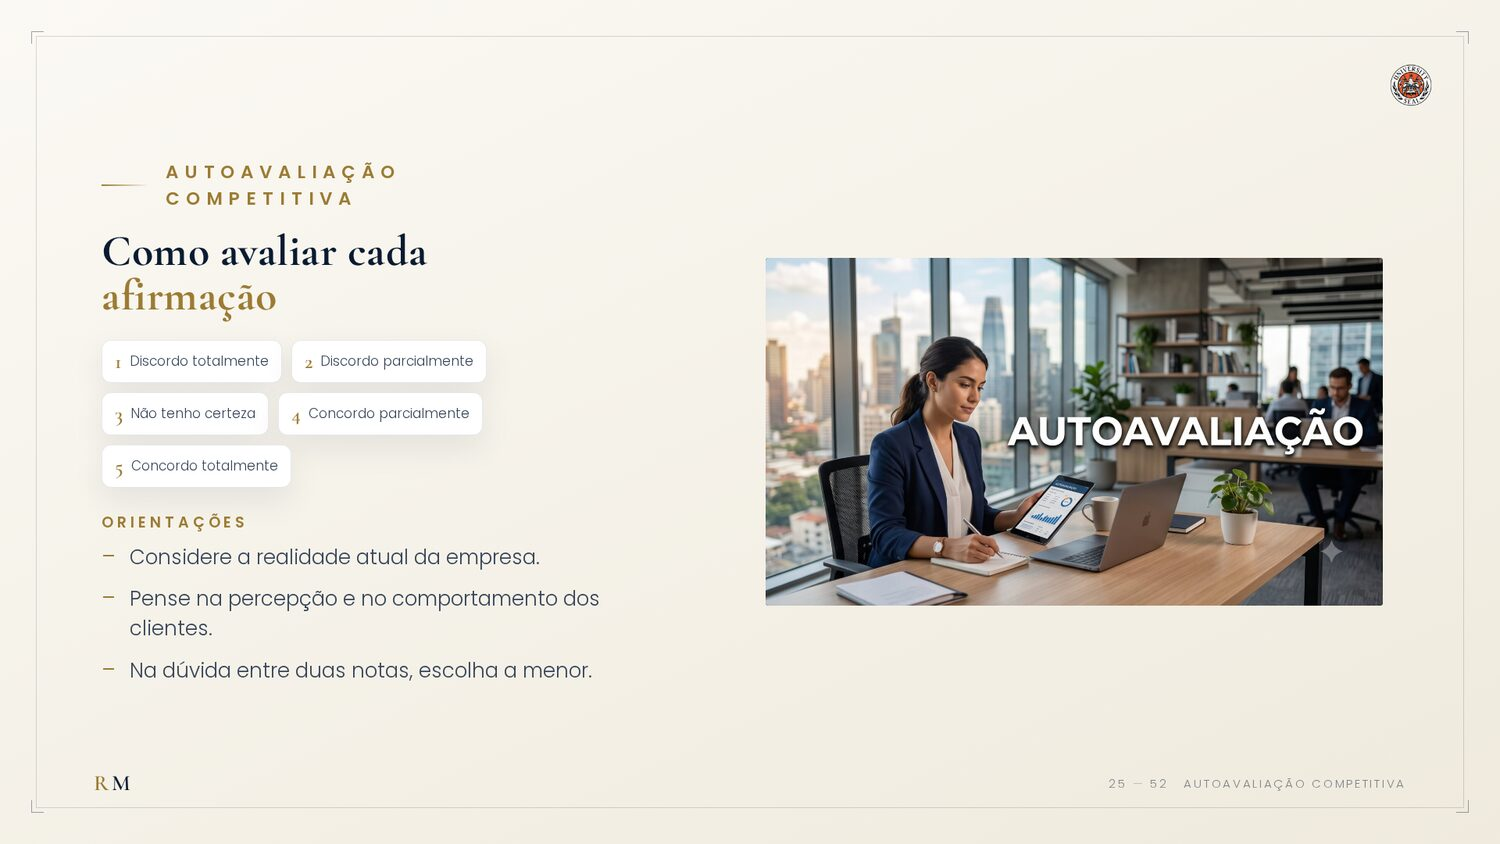 UNIVERSITY
SEAL
AUTOAVALIAÇÃO
COMPETITIVA
Como avaliar cada
afirmação
1 Discordo totalmente
2 Discordo parcialmente
3 Não tenho certeza
4 Concordo parcialmente
5 Concordo totalmente
ORIENTAÇÕES
– Considere a realidade atual da empresa.
– Pense na percepção e no comportamento dos
clientes.
– Na dúvida entre duas notas, escolha a menor.
AUTOAVALIAÇÃO
RM
25 — 52 AUTOAVALIAÇÃO COMPETITIVA